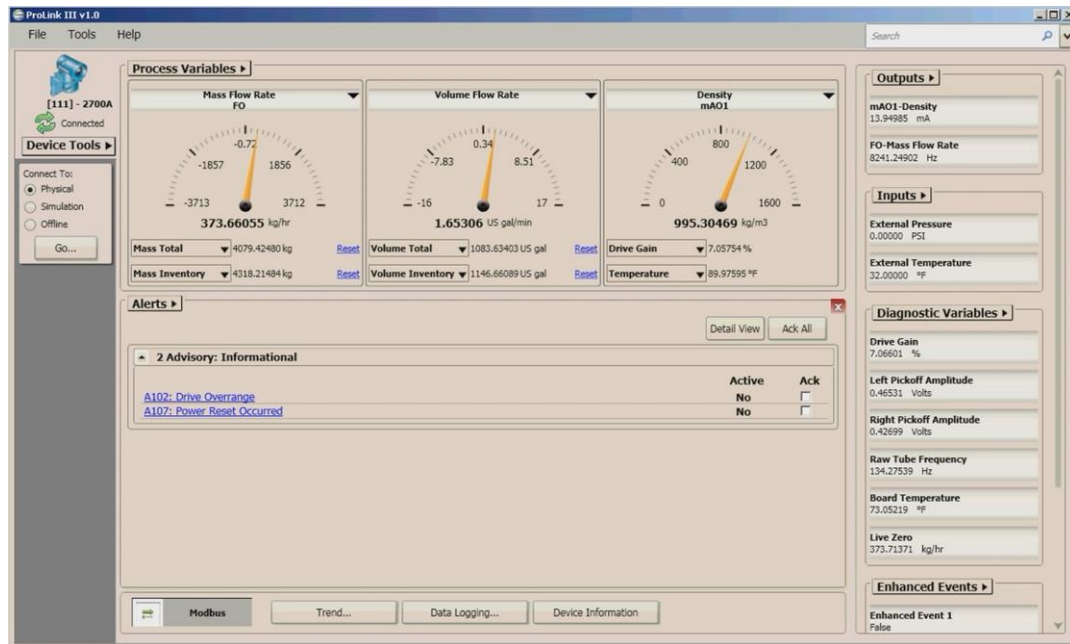 ProLink III v1.0
File Tools Help
Search
[111] - 2700A
Connected
Device Tools
Connect To:
Physical
Simulation
Offline
Go...
Process Variables
Mass Flow Rate
FO
-0.72
-1857 1856
-3713 3712
373.66055 kg/hr
Mass Total 4079.42480 kg Reset
Mass Inventory 4318.21484 kg Reset
Volume Flow Rate
0.34
-7.83 8.51
-16 17
1.65306 US gal/min
Volume Total 1083.63403 US gal Reset
Volume Inventory 1146.66089 US gal Reset
Density
mAO1
800
400 1200
0 1600
995.30469 kg/m3
Drive Gain 7.05754 %
Temperature 89.97595 °F
Alerts
Detail View Ack All
2 Advisory: Informational
Active Ack
A102: Drive Overrange No
A107: Power Reset Occurred No
Modbus Trend... Data Logging... Device Information
Outputs
mAO1-Density
13.94985 mA
FO-Mass Flow Rate
8241.24902 Hz
Inputs
External Pressure
0.00000 PSI
External Temperature
32.00000 °F
Diagnostic Variables
Drive Gain
7.06601 %
Left Pickoff Amplitude
0.46531 Volts
Right Pickoff Amplitude
0.42699 Volts
Raw Tube Frequency
134.27539 Hz
Board Temperature
73.05219 °F
Live Zero
373.71371 kg/hr
Enhanced Events
Enhanced Event 1
False